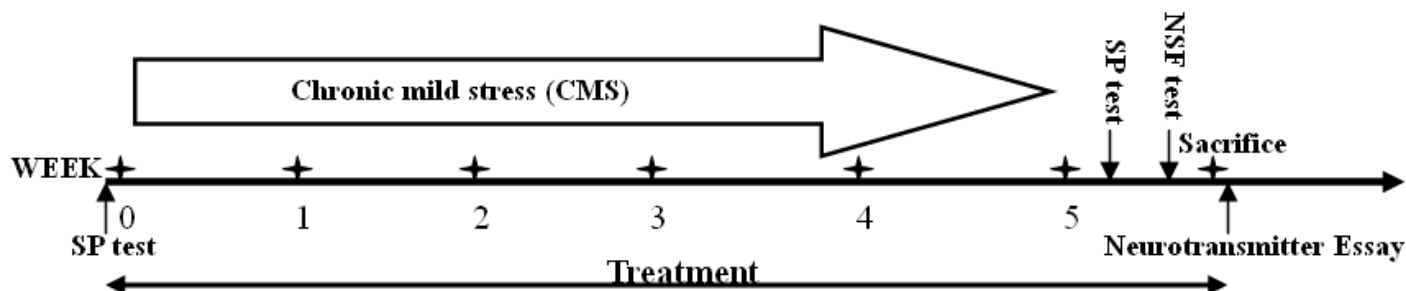 Chronic mild stress (CMS)
SP test
NSF test
Sacrifice
WEEK
0 1 2 3 4 5
SP test
Neurotransmitter Essay
Treatment